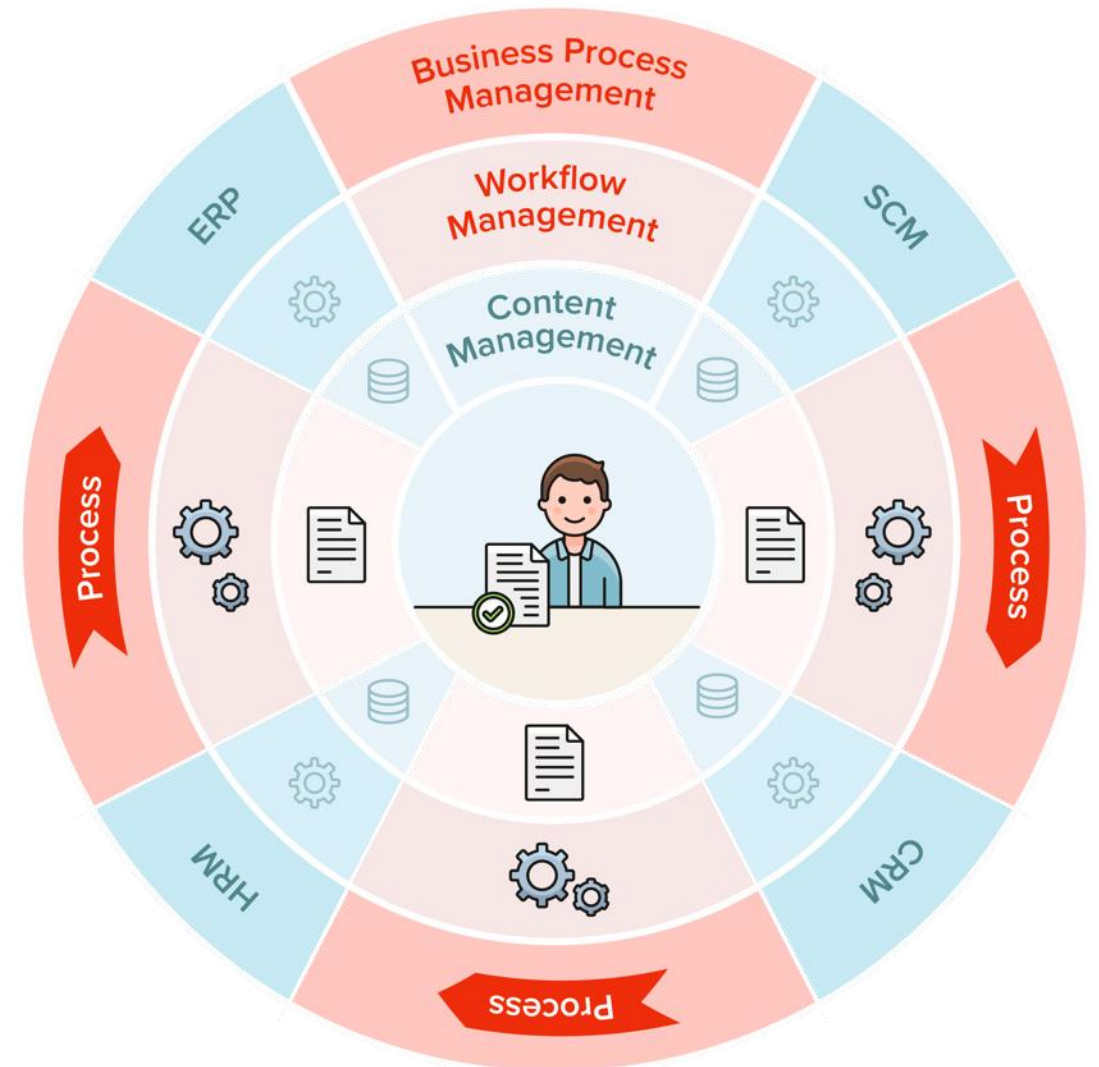 Business Process
Management
Workflow
Management
Content
Management
ERP
SCM
Process
Process
HRM
CRM
Process